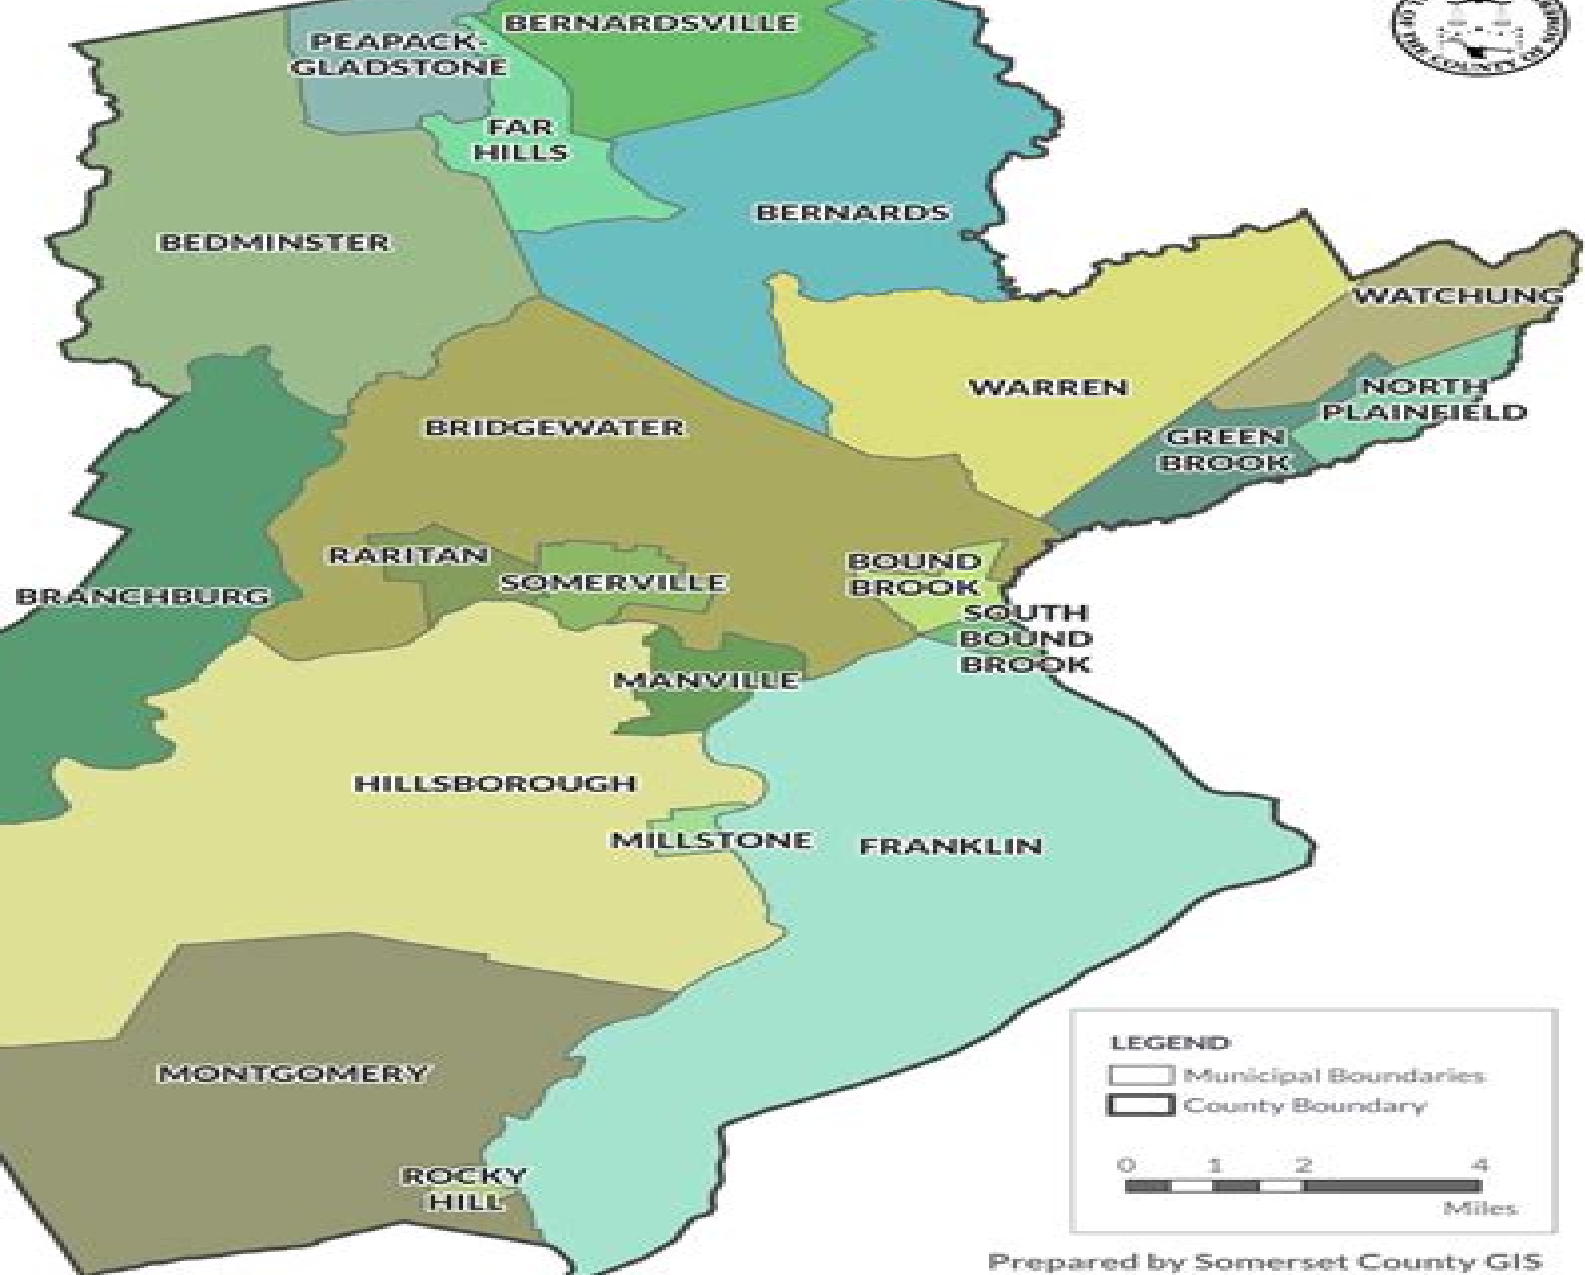 BERNARDSVILLE
PEAPACK-
GLADSTONE
FAR
HILLS
BERNARDS
BEDMINSTER
WATCHUNG
WARREN
NORTH
PLAINFIELD
BRIDGEWATER
GREEN
BROOK
RARITAN
BOUND
BROOK
SOMERVILLE
BRANCHBURG
SOUTH
BOUND
BROOK
MANVILLE
HILLSBOROUGH
MILLSTONE
FRANKLIN
MONTGOMERY
ROCKY
HILL
LEGEND
Municipal Boundaries
County Boundary
0 1 2 4
Miles
Prepared by Somerset County GIS